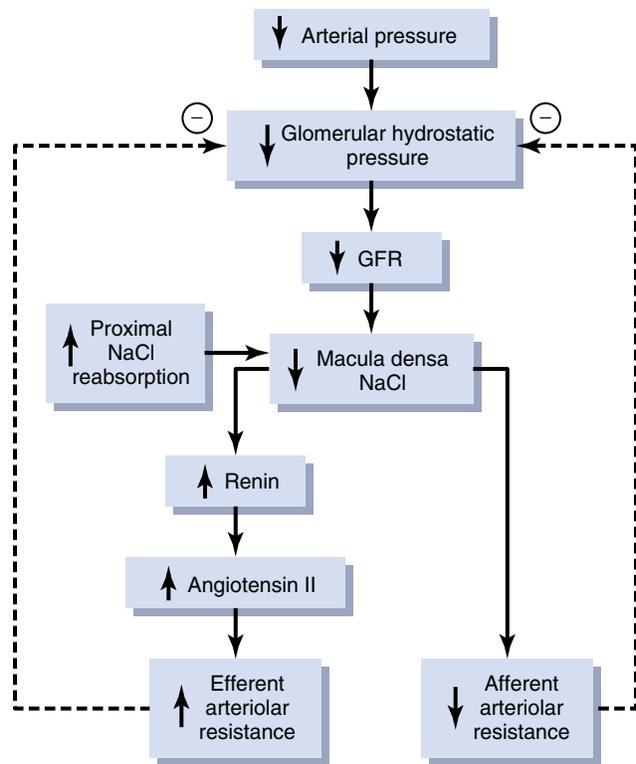 Arterial pressure
Glomerular hydrostatic
pressure
GFR
Proximal
NaCl
reabsorption
Macula densa
NaCl
Renin
Angiotensin II
Efferent
arteriolar
resistance
Afferent
arteriolar
resistance